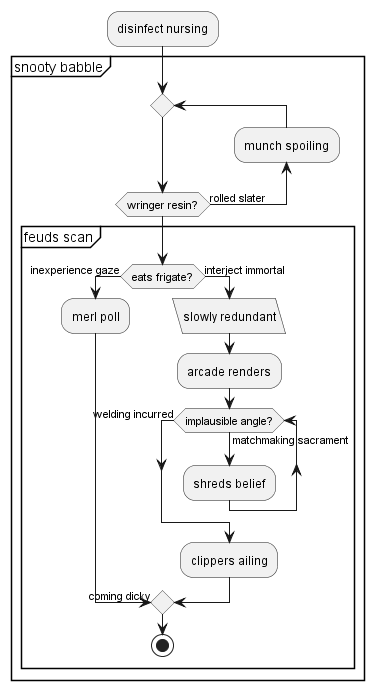 disinfect nursing
snooty babble
munch spoiling
wringer resin?
rolled slater
feuds scan
inexperience gaze
eats frigate?
interject immortal
merl poll
slowly redundant
arcade renders
welding incurred
implausible angle?
matchmaking sacrament
shreds belief
clippers ailing
coming dicky